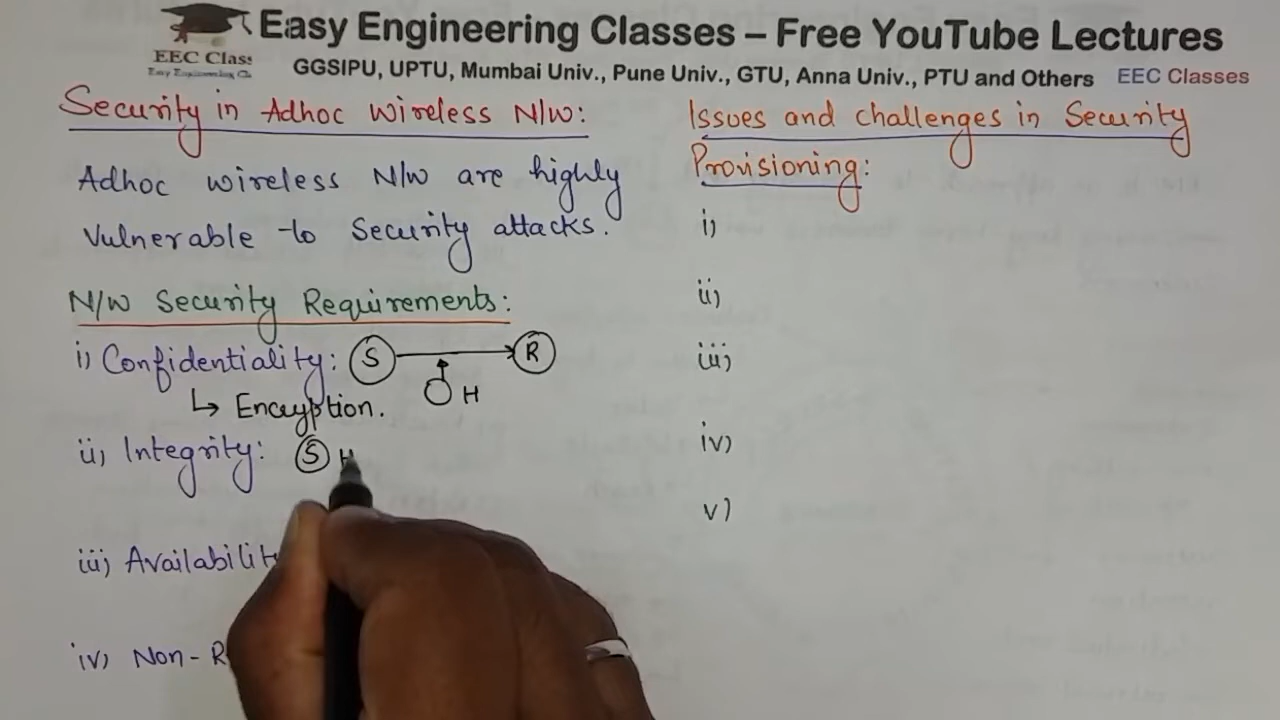 Easy Engineering Classes – Free YouTube Lectures
EEC Class
GGSIPU, UPTU, Mumbai Univ., Pune Univ., GTU, Anna Univ., PTU and Others EEC Classes
Security in Adhoc Wireless N/W:
Adhoc wireless N/W are highly
Vulnerable to Security attacks.
N/W Security Requirements:
i) Confidentiality: S R
H
↳ Encryption.
ii) Integrity: S H
iii) Availability
iv) Non-R
Issues and challenges in Security
Provisioning:
i)
ii)
iii)
iv)
v)